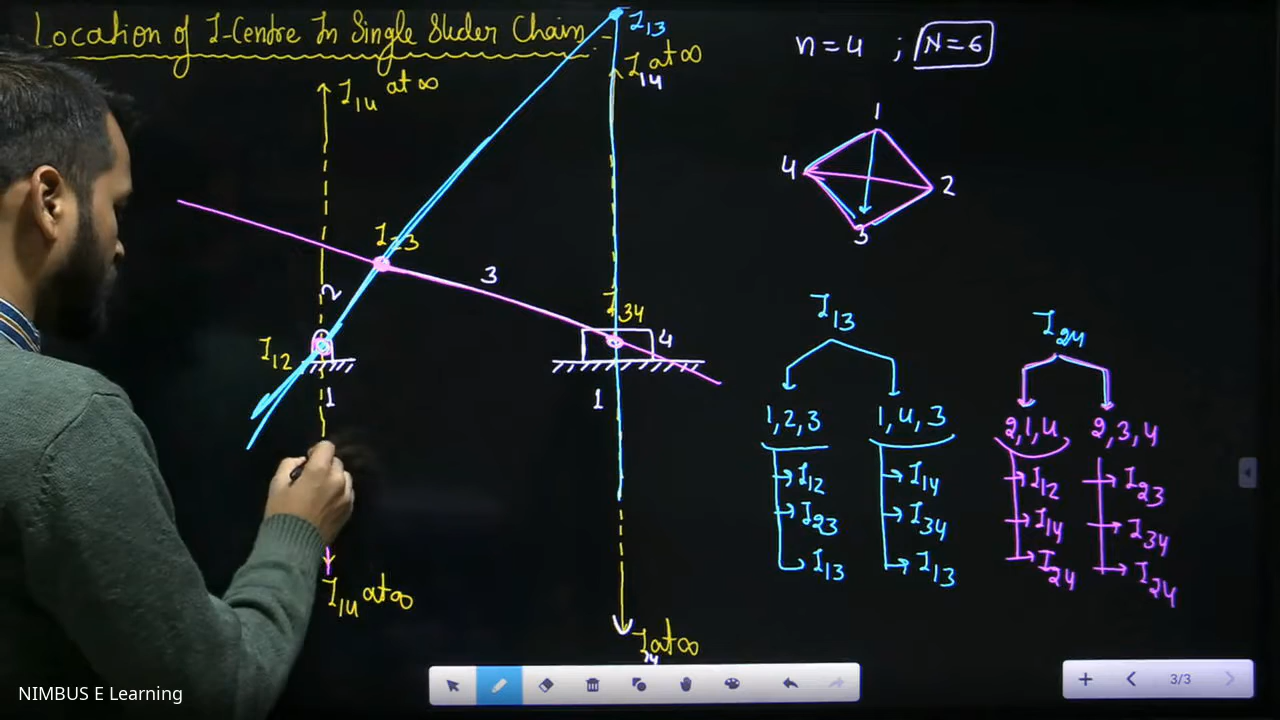 Location of I-Centre In Single Slider Chain
I13
I14 at ∞
I14 at ∞
n=4 ; N=6
1
4
2
3
I23
2
3
I34
4
I12
1
1
I14 at ∞
I14 at ∞
I13
1,2,3
1,4,3
I12
I23
I13
I14
I34
I13
I24
2,1,4
2,3,4
I12
I14
I24
I23
I34
I24
3/3
NIMBUS E Learning